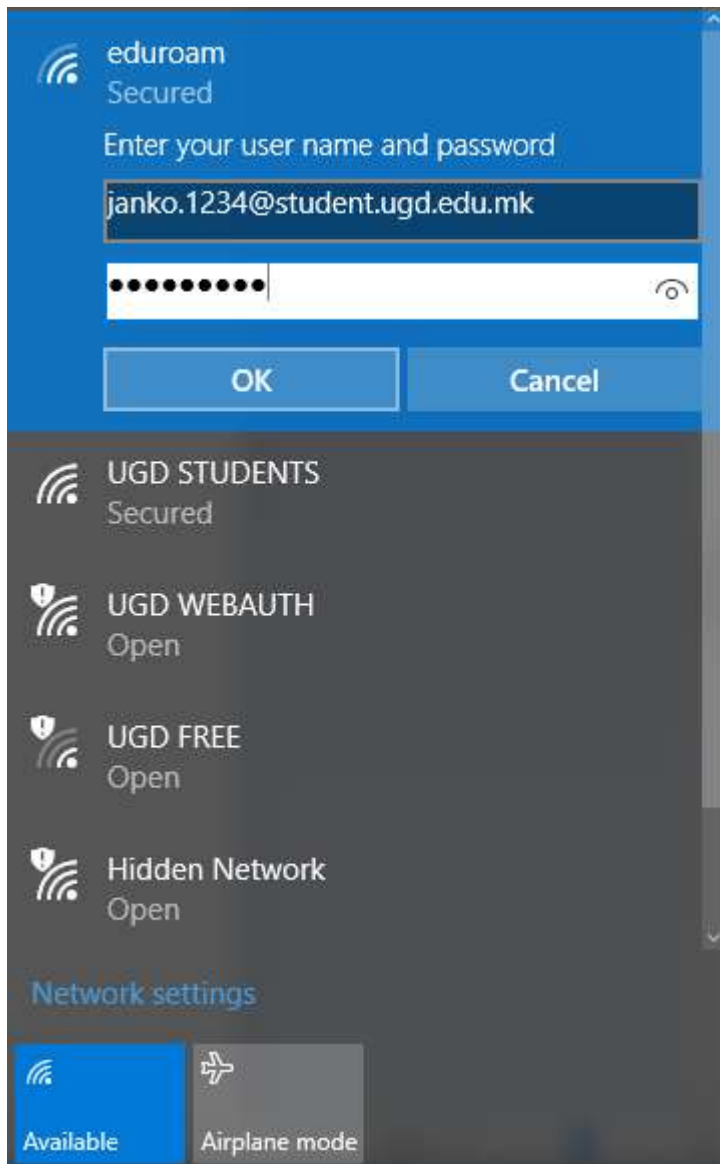 eduroam
Secured
Enter your user name and password
janko.1234@student.ugd.edu.mk
●●●●●●●●●
OK Cancel
UGD STUDENTS
Secured
UGD WEBAUTH
Open
UGD FREE
Open
Hidden Network
Open
Network settings
Available Airplane mode